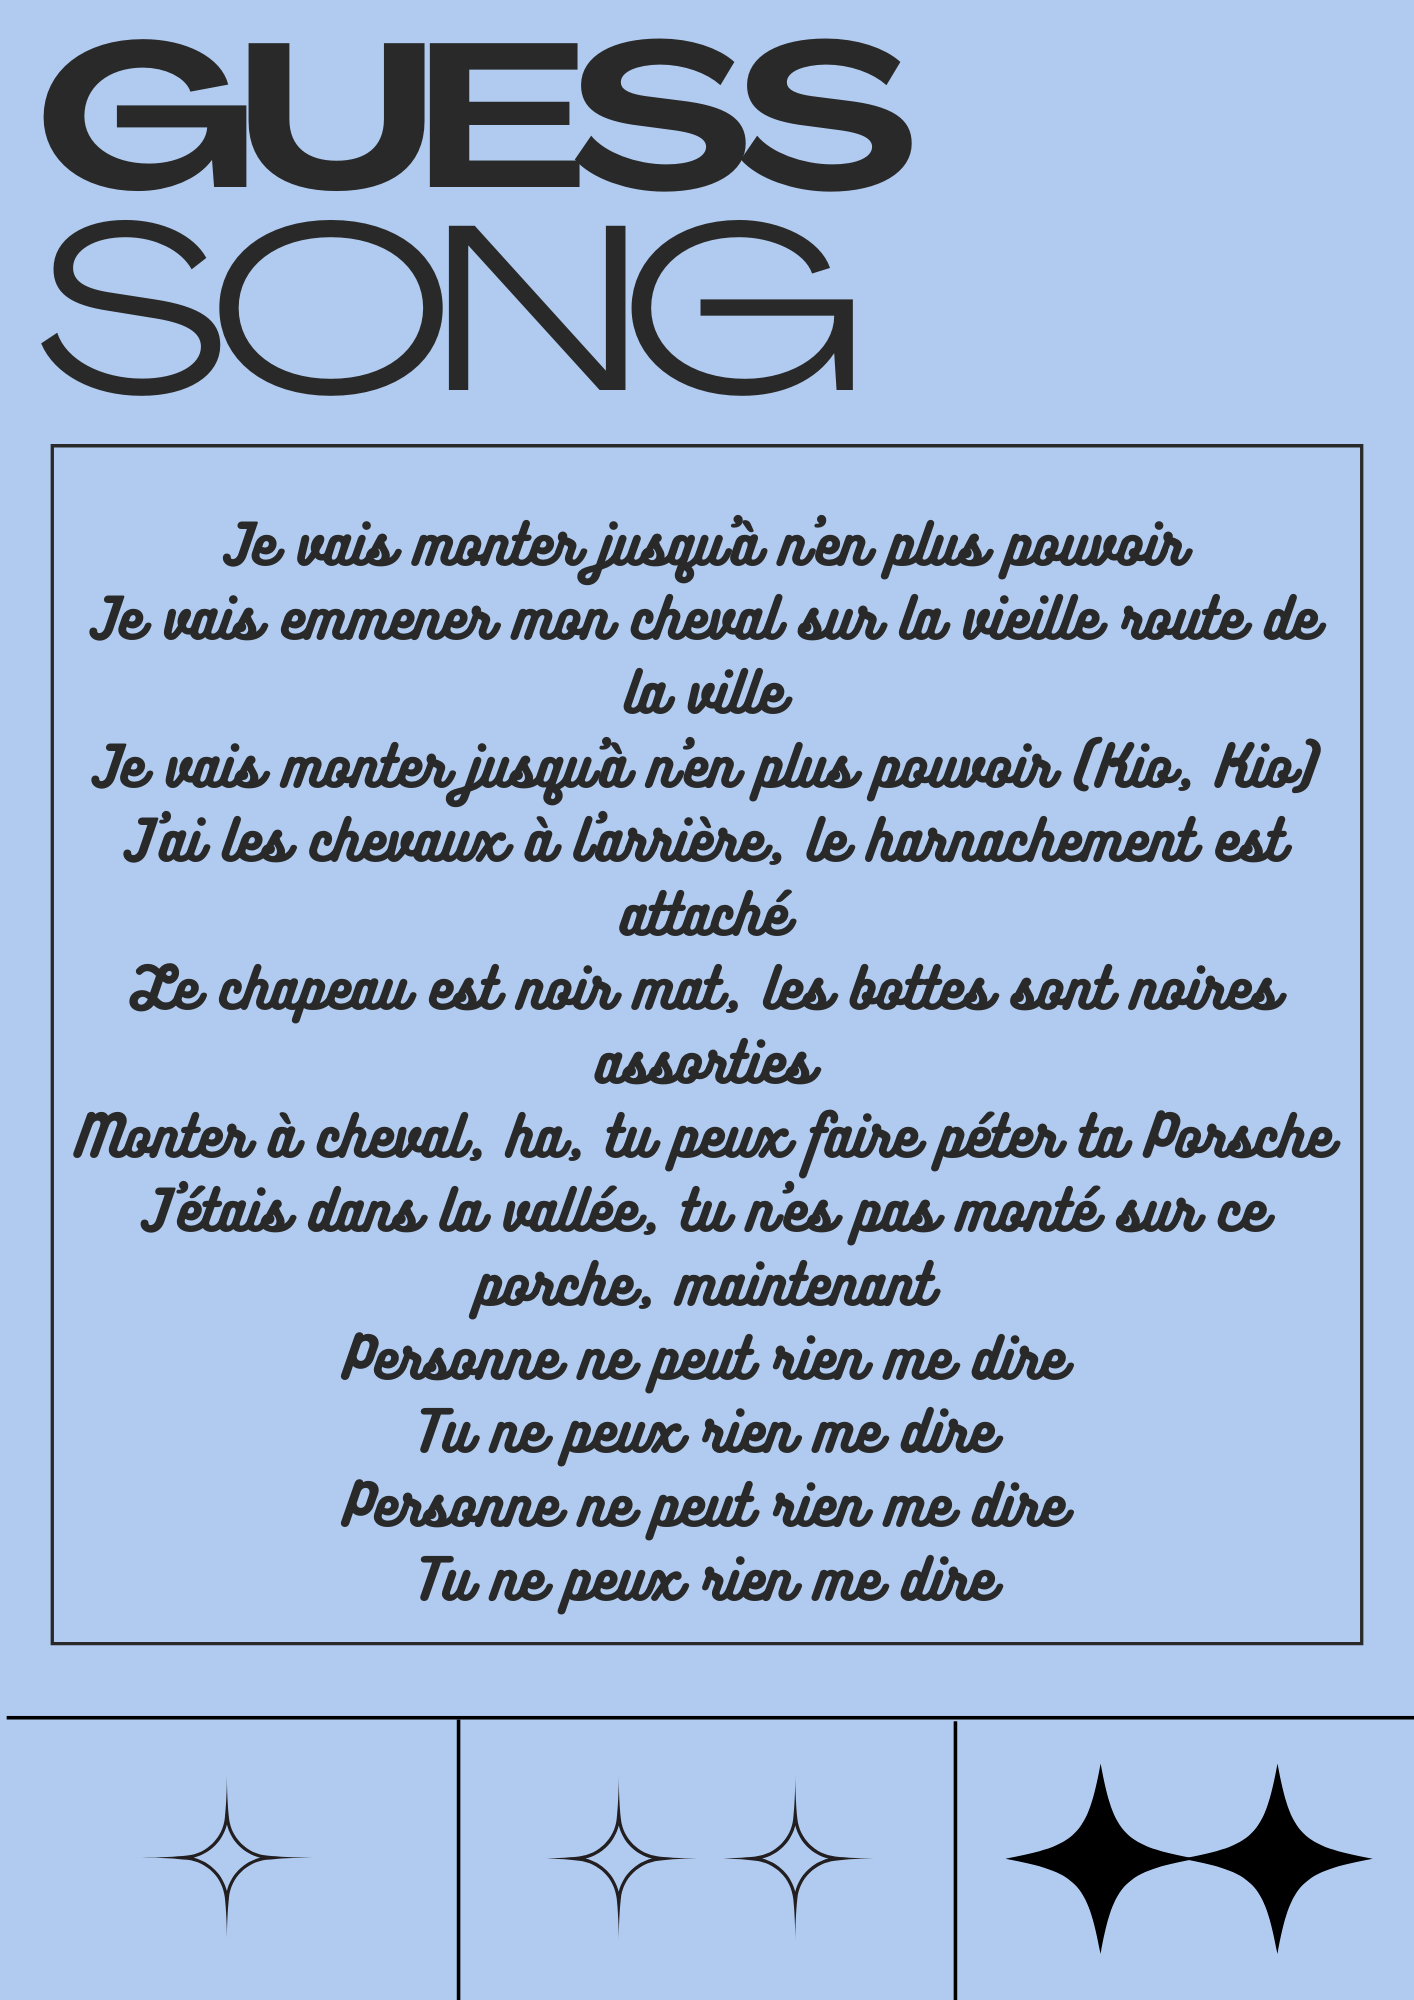 GUESS
SONG
Je vais monter jusqu'à n'en plus pouvoir
Je vais emmener mon cheval sur la vieille route de
la ville
Je vais monter jusqu'à n'en plus pouvoir (Kio, Kio)
J'ai les chevaux à l'arrière, le harnachement est
attaché
Le chapeau est noir mat, les bottes sont noires
assorties
Monter à cheval, ha, tu peux faire péter ta Porsche
J'étais dans la vallée, tu n'es pas monté sur ce
porche, maintenant
Personne ne peut rien me dire
Tu ne peux rien me dire
Personne ne peut rien me dire
Tu ne peux rien me dire